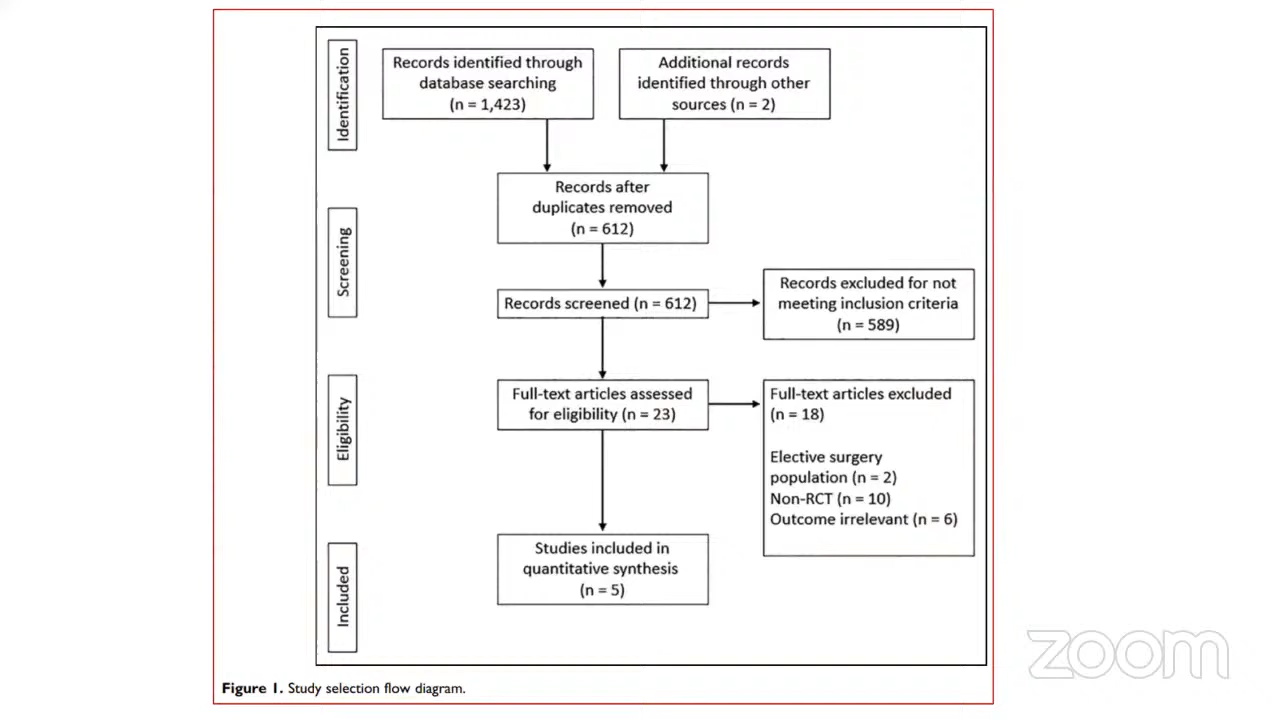 Identification
Records identified through
database searching
(n = 1,423)
Additional records
identified through other
sources (n = 2)
Records after
duplicates removed
(n = 612)
Screening
Records screened (n = 612)
Records excluded for not
meeting inclusion criteria
(n = 589)
Eligibility
Full-text articles assessed
for eligibility (n = 23)
Full-text articles excluded
(n = 18)
Elective surgery
population (n = 2)
Non-RCT (n = 10)
Outcome irrelevant (n = 6)
Included
Studies included in
quantitative synthesis
(n = 5)
Figure 1. Study selection flow diagram.
zoom